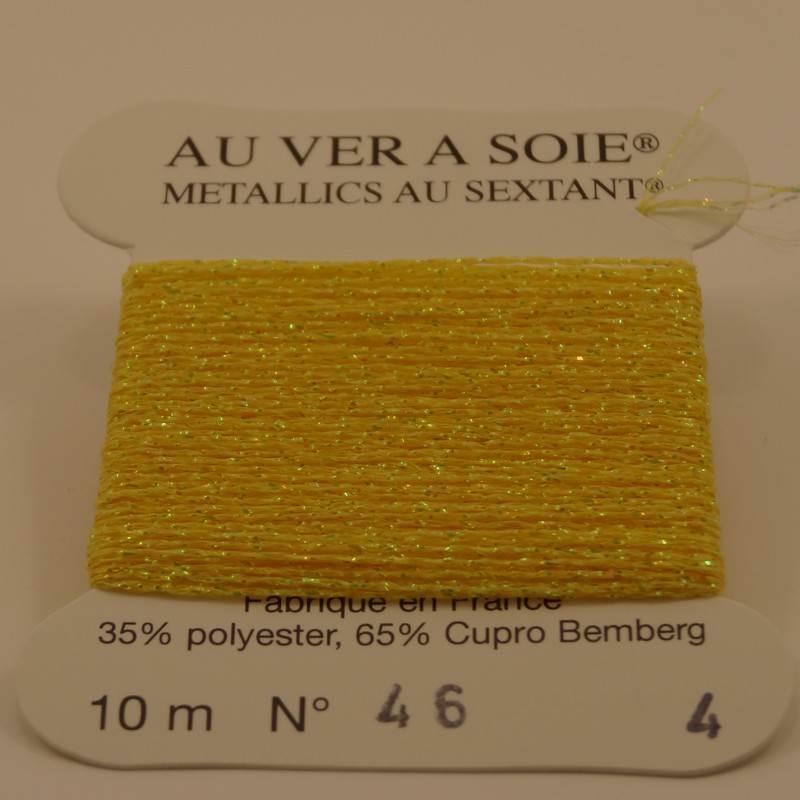 AU VER A SOIE®
METALLICS AU SEXTANT®
Fabrique en France
35% polyester, 65% Cupro Bemberg
10 m N° 46 4